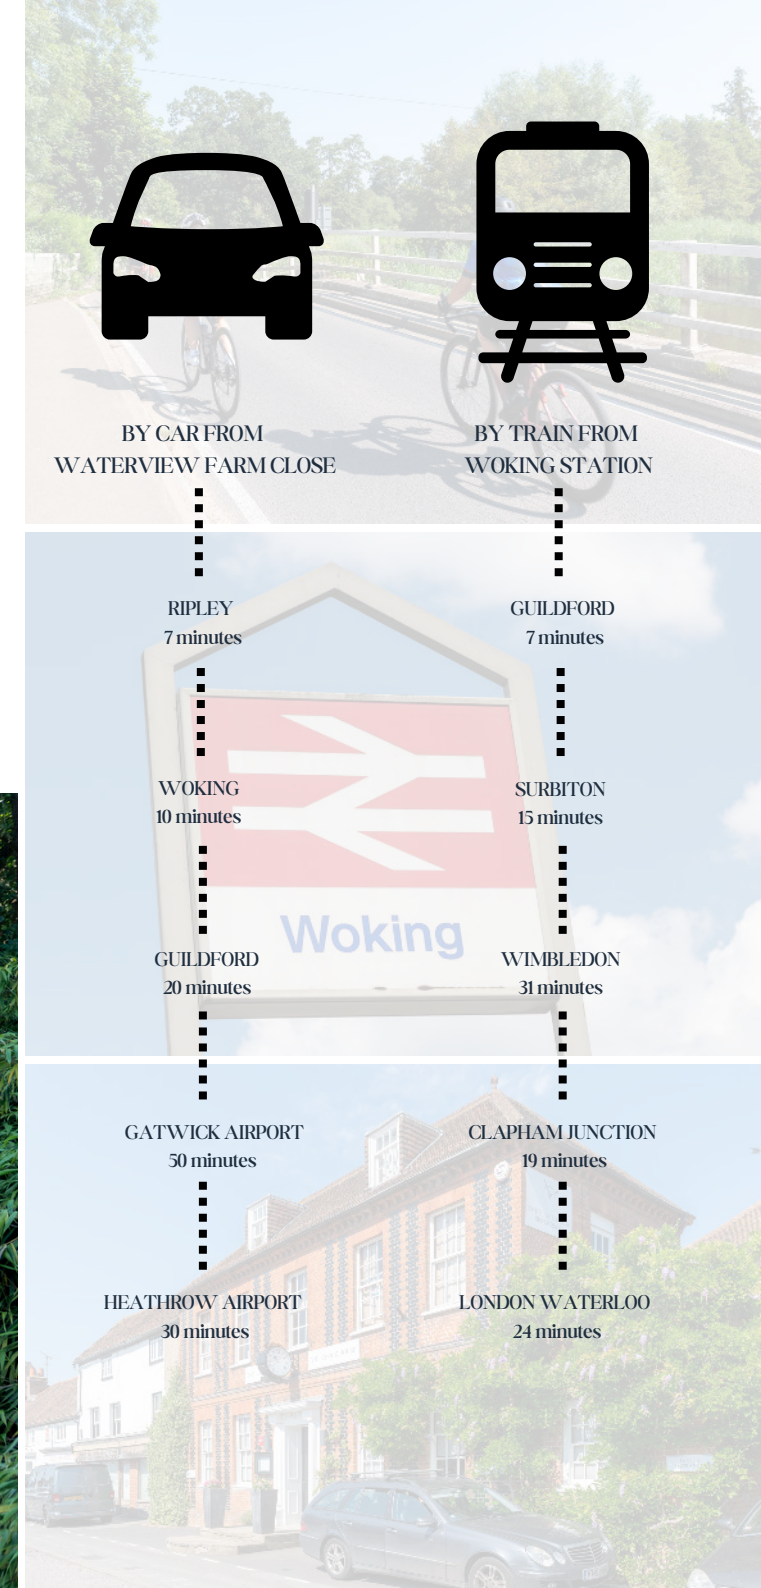 BY CAR FROM
WATERVIEW FARM CLOSE
RIPLEY
7 minutes
WOKING
10 minutes
GUILDFORD
20 minutes
GATWICK AIRPORT
50 minutes
HEATHROW AIRPORT
30 minutes
BY TRAIN FROM
WOKING STATION
GUILDFORD
7 minutes
SURBITON
15 minutes
WIMBLEDON
31 minutes
CLAPHAM JUNCTION
19 minutes
LONDON WATERLOO
24 minutes
Woking